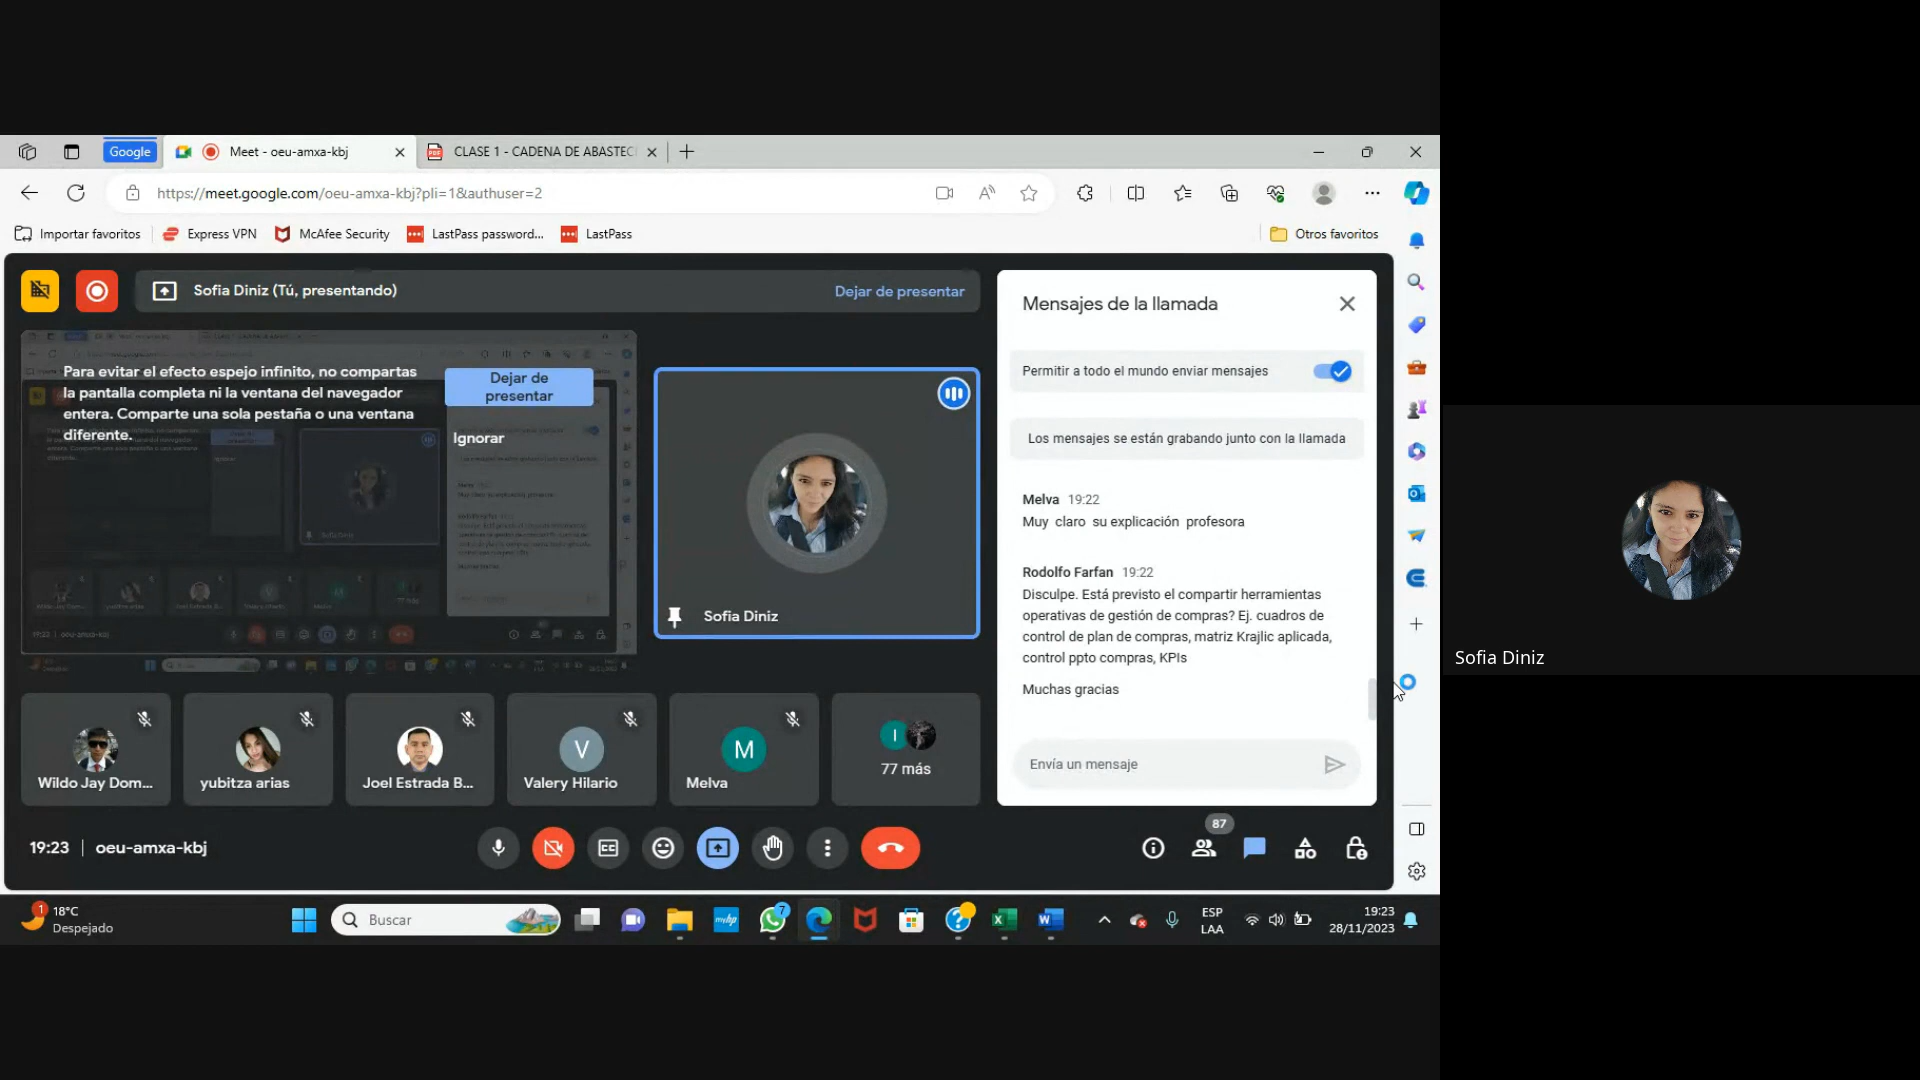 Google
Meet - oeu-amxa-kbj
CLASE 1 - CADENA DE ABASTEC
https://meet.google.com/oeu-amxa-kbj?pli=1&authuser=2
Importar favoritos
Express VPN
McAfee Security
LastPass password...
LastPass
Otros favoritos
Sofia Diniz (Tú, presentando)
Dejar de presentar
Para evitar el efecto espejo infinito, no compartas
la pantalla completa ni la ventana del navegador
entera. Comparte una sola pestaña o una ventana
diferente.
Dejar de
presentar
Ignorar
Sofia Diniz
Mensajes de la llamada
Permitir a todo el mundo enviar mensajes
Los mensajes se están grabando junto con la llamada
Melva 19:22
Muy claro su explicación profesora
Rodolfo Farfan 19:22
Disculpe. Está previsto el compartir herramientas
operativas de gestión de compras? Ej. cuadros de
control de plan de compras, matriz Krajlic aplicada,
control ppto compras, KPIs
Muchas gracias
Envía un mensaje
Sofia Diniz
Wildo Jay Dom...
yubitza arias
Joel Estrada B...
V
Valery Hilario
M
Melva
I
77 más
19:23 | oeu-amxa-kbj
87
1
18°C
Despejado
Buscar
myhp
7
ESP
LAA
19:23
28/11/2023